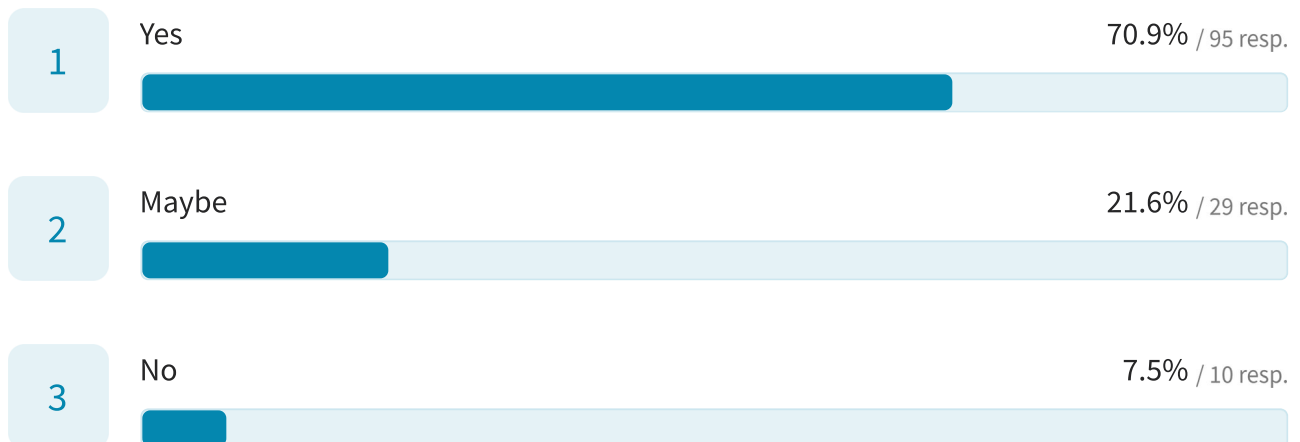 1
Yes
70.9% / 95 resp.
2
Maybe
21.6% / 29 resp.
3
No
7.5% / 10 resp.